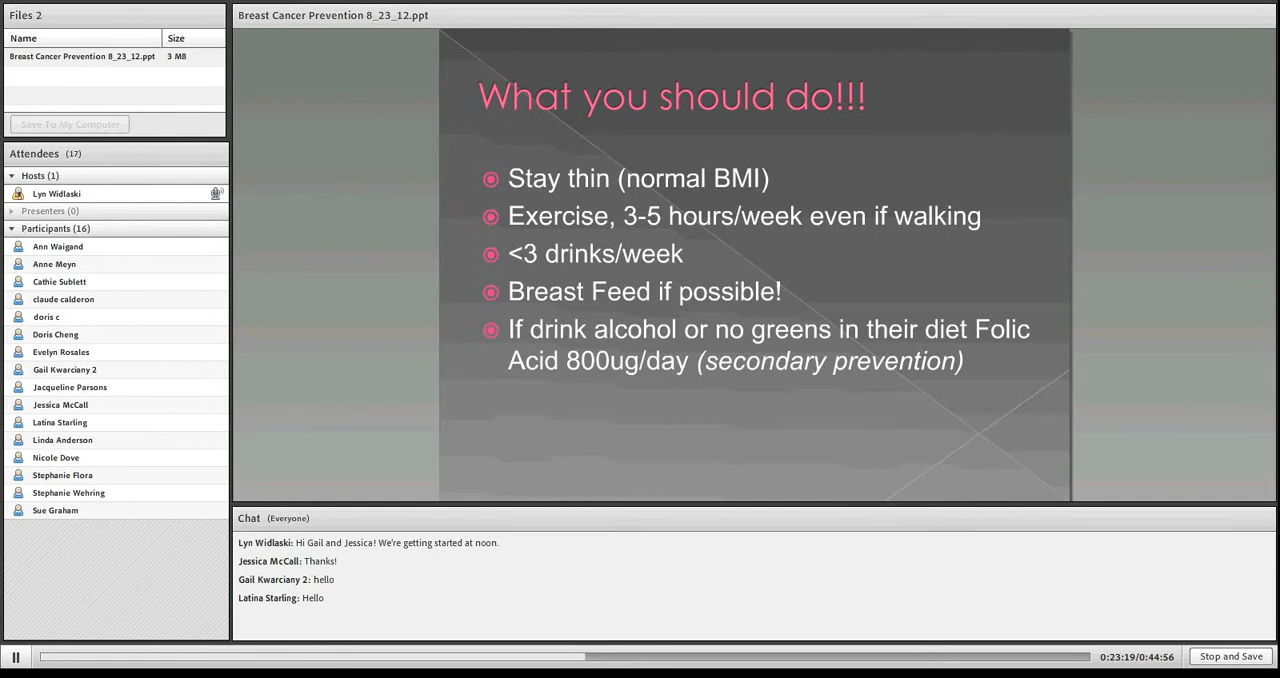 Files 2
Name Size
Breast Cancer Prevention 8_23_12.ppt 3 MB
Save To My Computer
Attendees (17)
Hosts (1)
Lyn Widlaski
Presenters (0)
Participants (16)
Ann Waigand
Anne Meyn
Cathie Sublett
claude calderon
doris c
Doris Cheng
Evelyn Rosales
Gail Kwarciany 2
Jacqueline Parsons
Jessica McCall
Latina Starling
Linda Anderson
Nicole Dove
Stephanie Flora
Stephanie Wehring
Sue Graham
Breast Cancer Prevention 8_23_12.ppt
What you should do!!!
Stay thin (normal BMI)
Exercise, 3-5 hours/week even if walking
<3 drinks/week
Breast Feed if possible!
If drink alcohol or no greens in their diet Folic
Acid 800ug/day (secondary prevention)
Chat (Everyone)
Lyn Widlaski: Hi Gail and Jessica! We're getting started at noon.
Jessica McCall: Thanks!
Gail Kwarciany 2: hello
Latina Starling: Hello
0:23:19/0:44:56 Stop and Save